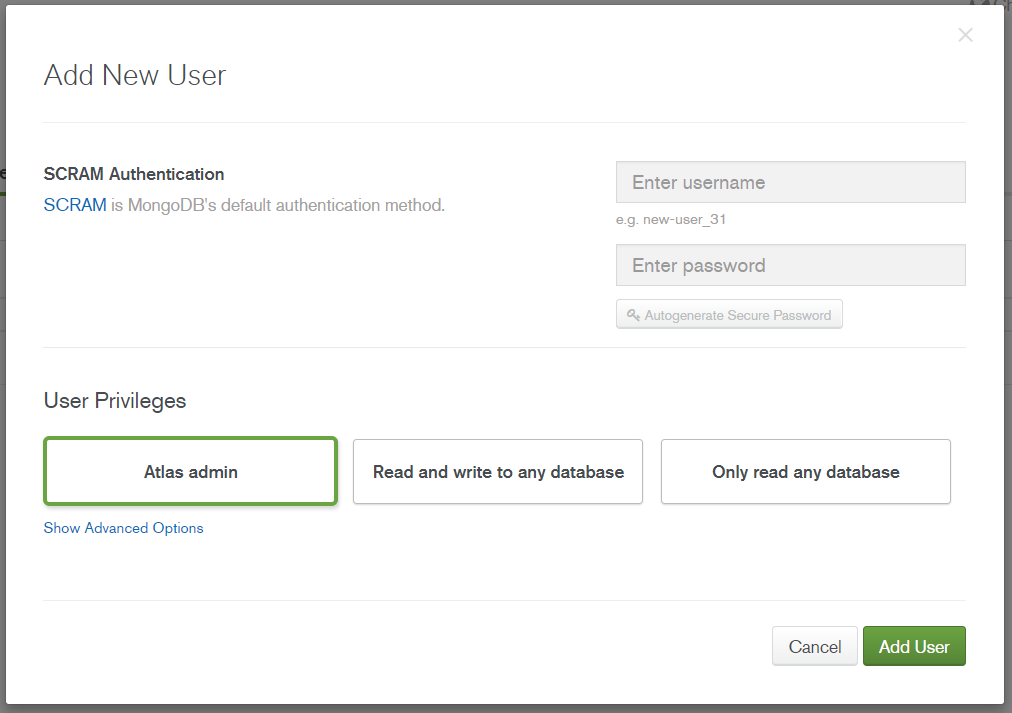 Add New User
SCRAM Authentication
SCRAM is MongoDB's default authentication method.
Enter username
e.g. new-user_31
Enter password
Autogenerate Secure Password
User Privileges
Atlas admin
Read and write to any database
Only read any database
Show Advanced Options
Cancel
Add User